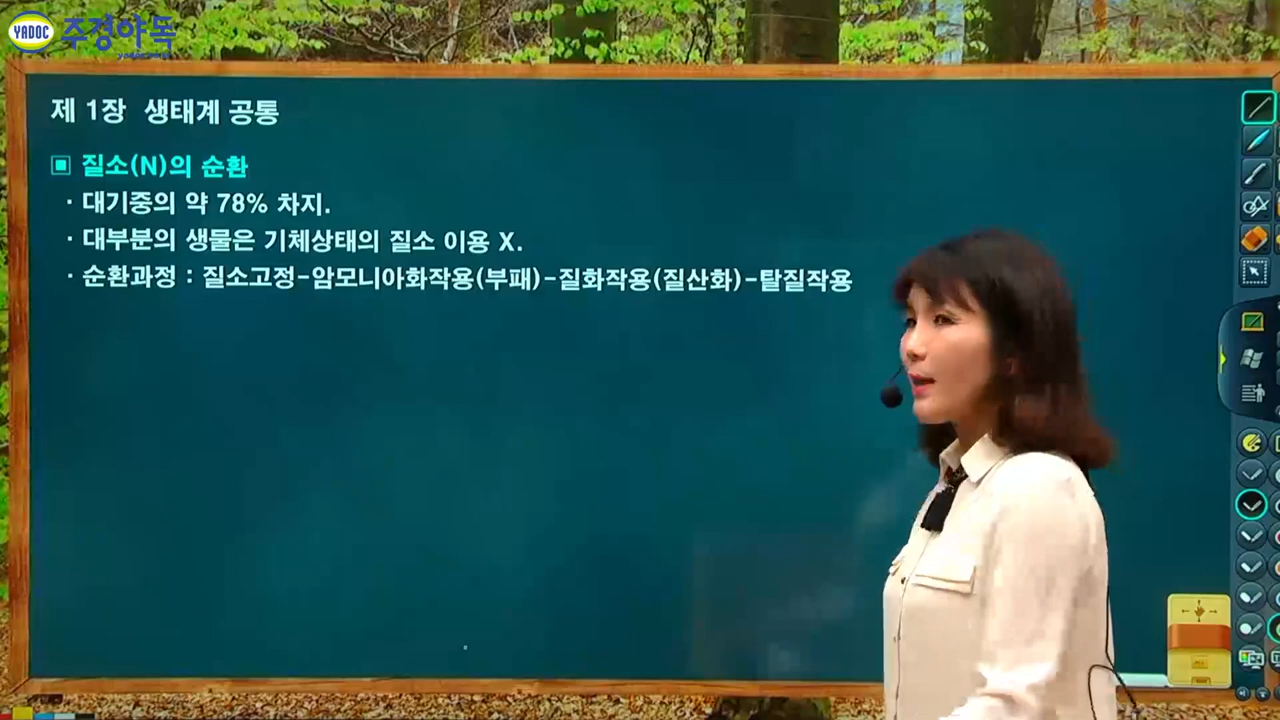 YADOC 주경야독
제 1장 생태계 공통
▣ 질소(N)의 순환
· 대기중의 약 78% 차지.
· 대부분의 생물은 기체상태의 질소 이용 X.
· 순환과정 : 질소고정-암모니아화작용(부패)-질화작용(질산화)-탈질작용